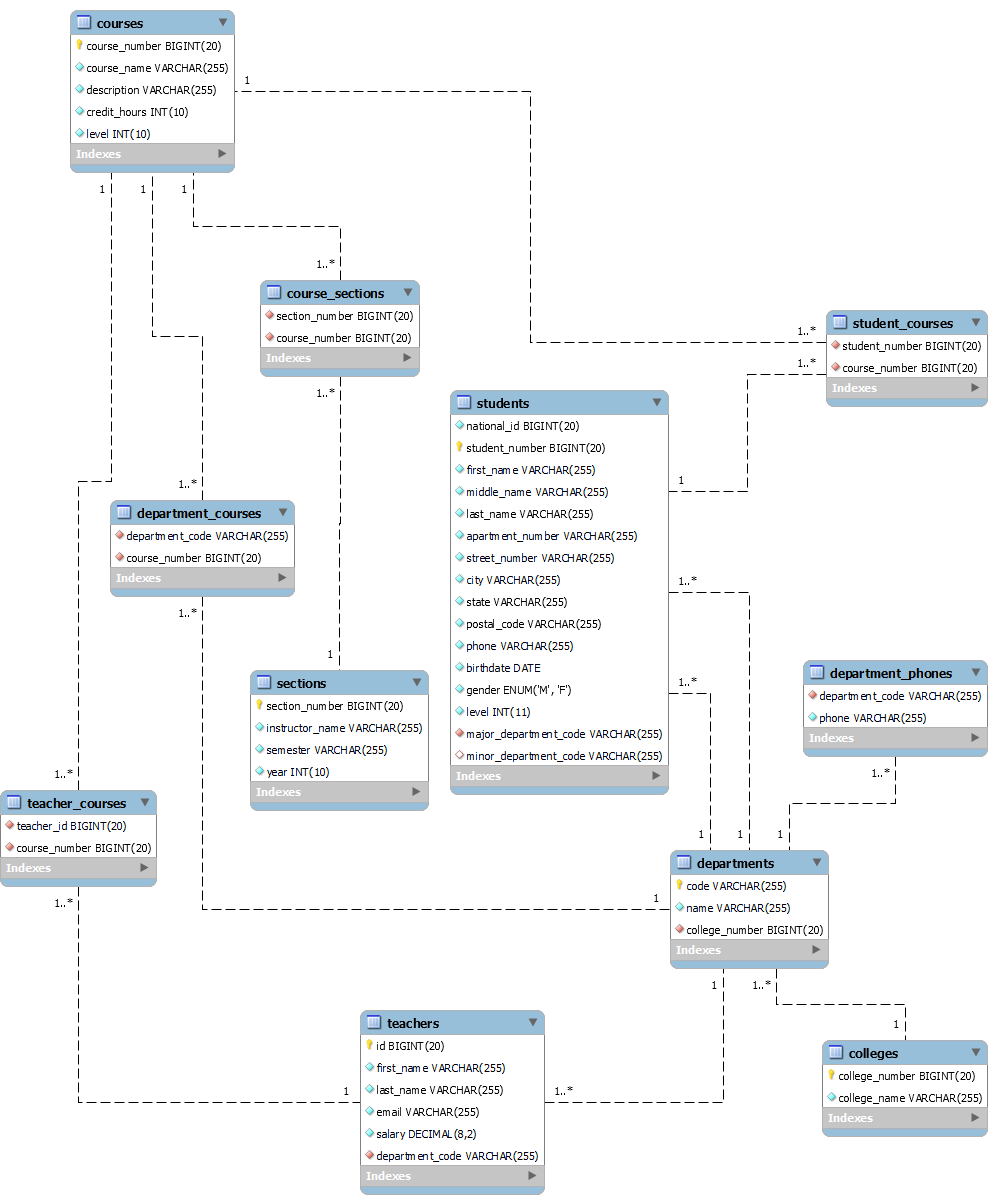 courses
course_number BIGINT(20)
course_name VARCHAR(255)
description VARCHAR(255)
credit_hours INT(10)
level INT(10)
Indexes
1
1
1
1
1..*
course_sections
section_number BIGINT(20)
course_number BIGINT(20)
Indexes
1..*
1..*
student_courses
student_number BIGINT(20)
course_number BIGINT(20)
Indexes
1..*
students
national_id BIGINT(20)
student_number BIGINT(20)
first_name VARCHAR(255)
middle_name VARCHAR(255)
last_name VARCHAR(255)
apartment_number VARCHAR(255)
street_number VARCHAR(255)
city VARCHAR(255)
state VARCHAR(255)
postal_code VARCHAR(255)
phone VARCHAR(255)
birthdate DATE
gender ENUM('M', 'F')
level INT(11)
major_department_code VARCHAR(255)
minor_department_code VARCHAR(255)
Indexes
1
1..*
1..*
1..*
department_courses
department_code VARCHAR(255)
course_number BIGINT(20)
Indexes
1..*
1
sections
section_number BIGINT(20)
instructor_name VARCHAR(255)
semester VARCHAR(255)
year INT(10)
Indexes
department_phones
department_code VARCHAR(255)
phone VARCHAR(255)
Indexes
1..*
1..*
teacher_courses
teacher_id BIGINT(20)
course_number BIGINT(20)
Indexes
1..*
1
1
1
departments
code VARCHAR(255)
name VARCHAR(255)
college_number BIGINT(20)
Indexes
1
1
1..*
teachers
id BIGINT(20)
first_name VARCHAR(255)
last_name VARCHAR(255)
email VARCHAR(255)
salary DECIMAL(8,2)
department_code VARCHAR(255)
Indexes
1
1..*
1
colleges
college_number BIGINT(20)
college_name VARCHAR(255)
Indexes